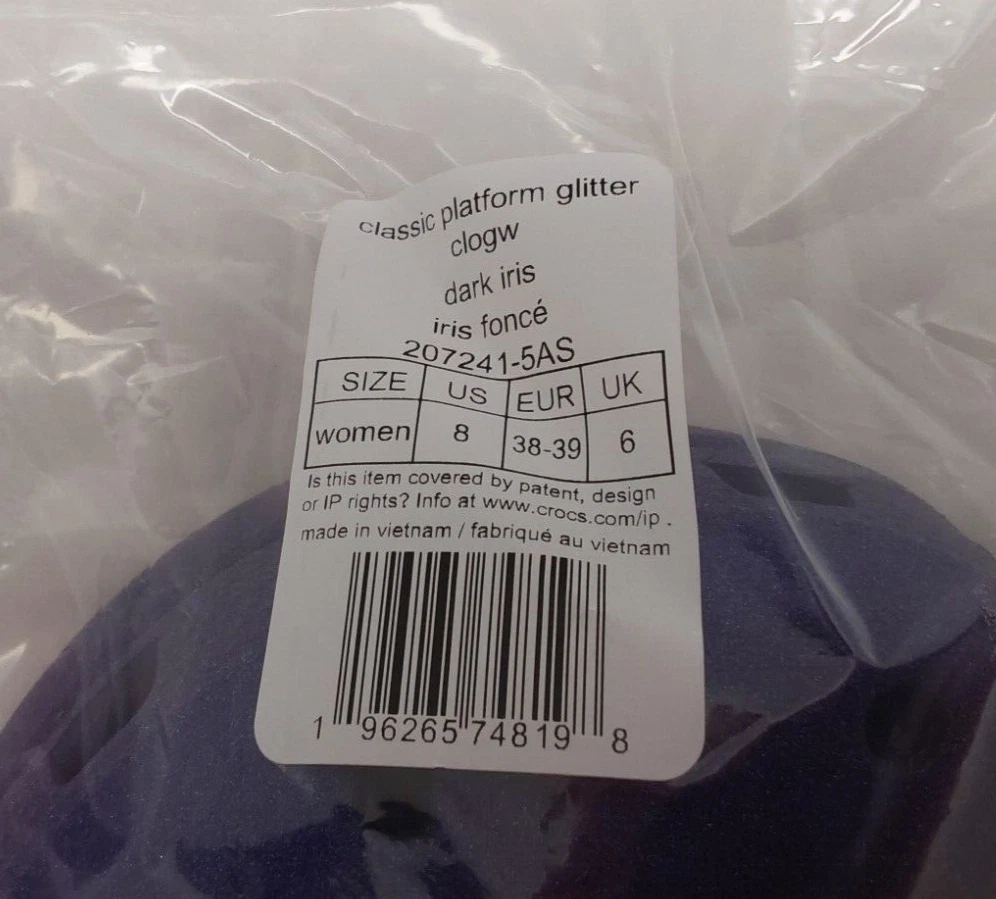 classic platform glitter
clogw
dark iris
iris foncé
207241-5AS
SIZE US EUR UK
women 8 38-39 6
Is this item covered by patent, design
or IP rights? Info at www.crocs.com/ip .
made in vietnam / fabriqué au vietnam
1 96265 74819 8